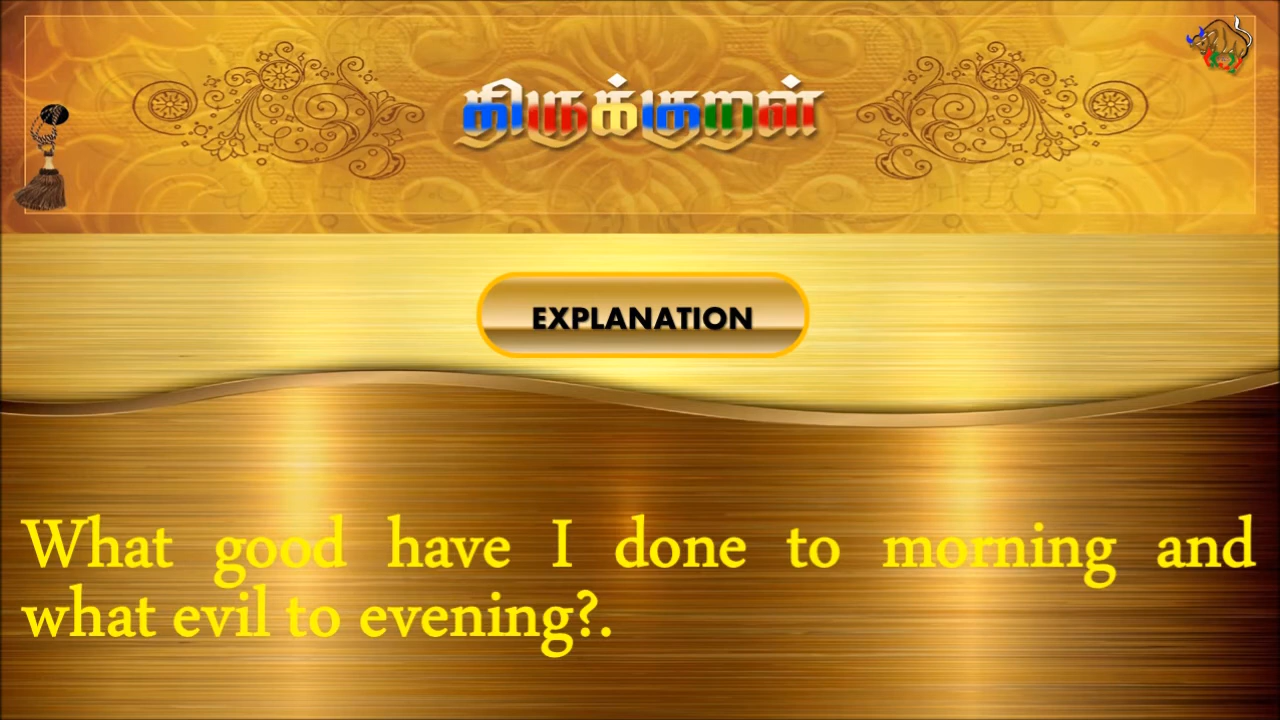 திருக்குறள்
EXPLANATION
What good have I done to morning and
what evil to evening?.